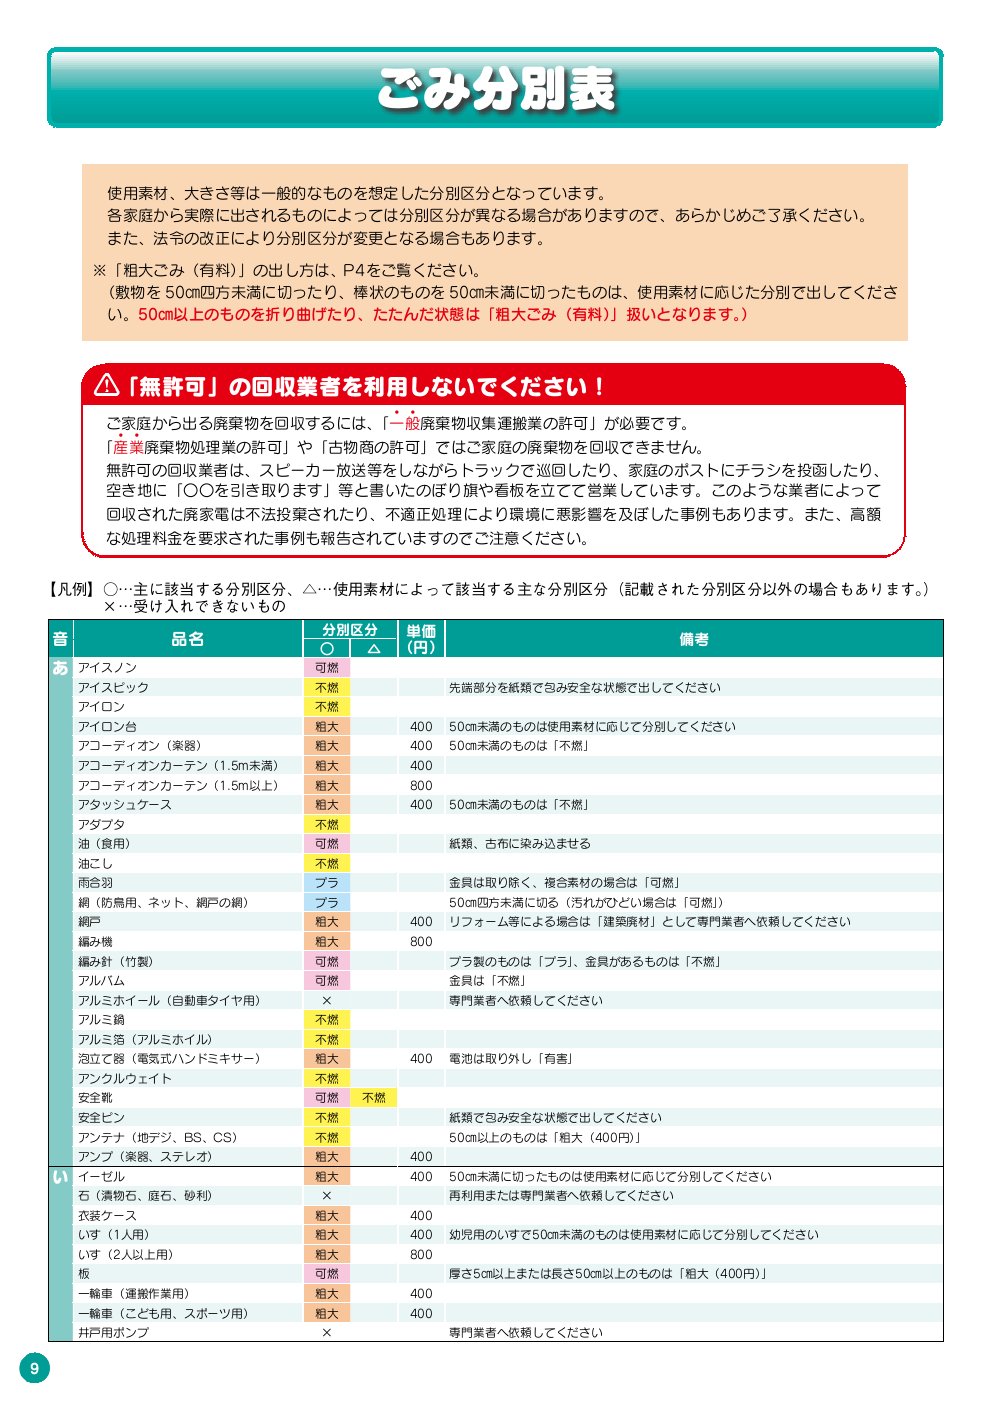 ごみ分別表
使用素材、大きさ等は一般的なものを想定した分別区分となっています。
各家庭から実際に出されるものによっては分別区分が異なる場合がありますので、あらかじめご了承ください。
また、法令の改正により分別区分が変更となる場合もあります。
※「粗大ごみ（有料）」の出し方は、P4をご覧ください。
（敷物を50㎝四方未満に切ったり、棒状のものを50㎝未満に切ったものは、使用素材に応じた分別で出してくださ
い。50㎝以上のものを折り曲げたり、たたんだ状態は「粗大ごみ（有料）」扱いとなります。）
⚠「無許可」の回収業者を利用しないでください！
ご家庭から出る廃棄物を回収するには、「一般廃棄物収集運搬業の許可」が必要です。
「産業廃棄物処理業の許可」や「古物商の許可」ではご家庭の廃棄物を回収できません。
無許可の回収業者は、スピーカー放送等をしながらトラックで巡回したり、家庭のポストにチラシを投函したり、
空き地に「〇〇を引き取ります」等と書いたのぼり旗や看板を立てて営業しています。このような業者によって
回収された廃家電は不法投棄されたり、不適正処理により環境に悪影響を及ぼした事例もあります。また、高額
な処理料金を要求された事例も報告されていますのでご注意ください。
【凡例】○…主に該当する分別区分、△…使用素材によって該当する主な分別区分（記載された分別区分以外の場合もあります。）
×…受け入れできないもの
音 品名 分別区分 ○ △ 単価（円） 備考
あ アイスノン 可燃
アイスピック 不燃 先端部分を紙類で包み安全な状態で出してください
アイロン 不燃
アイロン台 粗大 400 50㎝未満のものは使用素材に応じて分別してください
アコーディオン（楽器） 粗大 400 50㎝未満のものは「不燃」
アコーディオンカーテン（1.5m未満） 粗大 400
アコーディオンカーテン（1.5m以上） 粗大 800
アタッシュケース 粗大 400 50㎝未満のものは「不燃」
アダプタ 不燃
油（食用） 可燃 紙類、古布に染み込ませる
油こし 不燃
雨合羽 プラ 金具は取り除く、複合素材の場合は「可燃」
網（防鳥用、ネット、網戸の網） プラ 50㎝四方未満に切る（汚れがひどい場合は「可燃」）
網戸 粗大 400 リフォーム等による場合は「建築廃材」として専門業者へ依頼してください
編み機 粗大 800
編み針（竹製） 可燃 プラ製のものは「プラ」、金具があるものは「不燃」
アルバム 可燃 金具は「不燃」
アルミホイール（自動車タイヤ用） × 専門業者へ依頼してください
アルミ鍋 不燃
アルミ箔（アルミホイル） 不燃
泡立て器（電気式ハンドミキサー） 粗大 400 電池は取り外し「有害」
アンクルウェイト 不燃
安全靴 可燃 不燃
安全ピン 不燃 紙類で包み安全な状態で出してください
アンテナ（地デジ、BS、CS） 不燃 50㎝以上のものは「粗大（400円）」
アンプ（楽器、ステレオ） 粗大 400
い イーゼル 粗大 400 50㎝未満に切ったものは使用素材に応じて分別してください
石（漬物石、庭石、砂利） × 再利用または専門業者へ依頼してください
衣装ケース 粗大 400
いす（1人用） 粗大 400 幼児用のいすで50㎝未満のものは使用素材に応じて分別してください
いす（2人以上用） 粗大 800
板 可燃 厚さ5㎝以上または長さ50㎝以上のものは「粗大（400円）」
一輪車（運搬作業用） 粗大 400
一輪車（こども用、スポーツ用） 粗大 400
井戸用ポンプ × 専門業者へ依頼してください
9